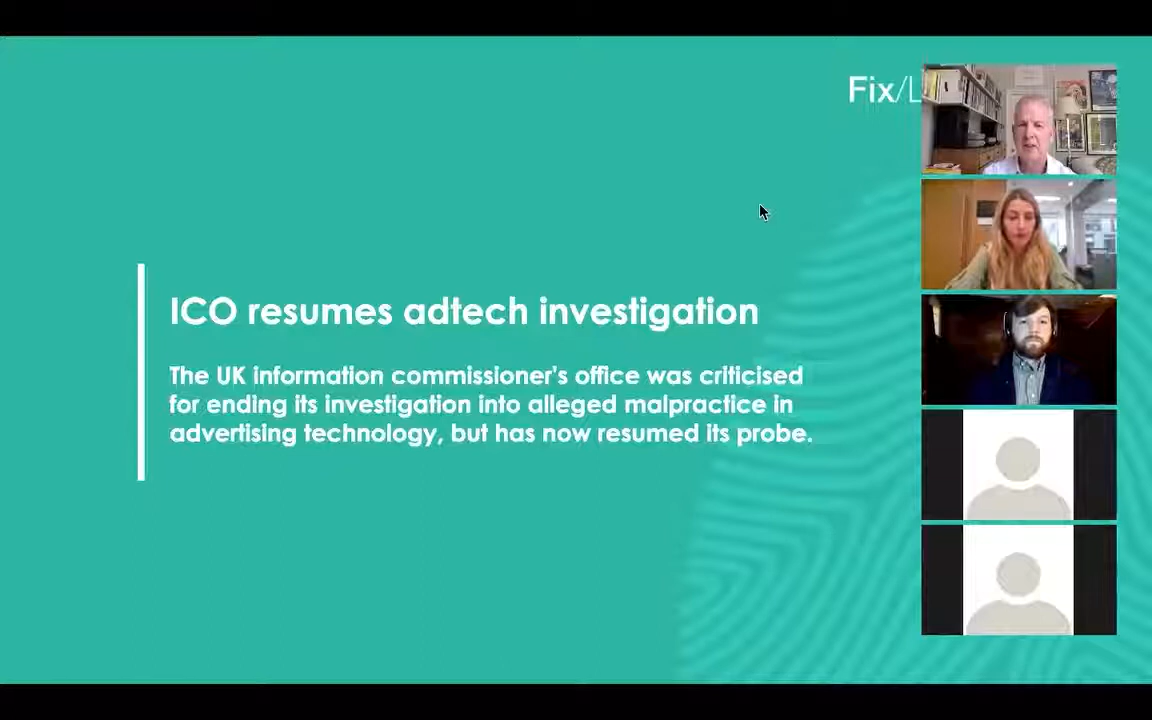 Fix/L
ICO resumes adtech investigation
The UK information commissioner's office was criticised
for ending its investigation into alleged malpractice in
advertising technology, but has now resumed its probe.